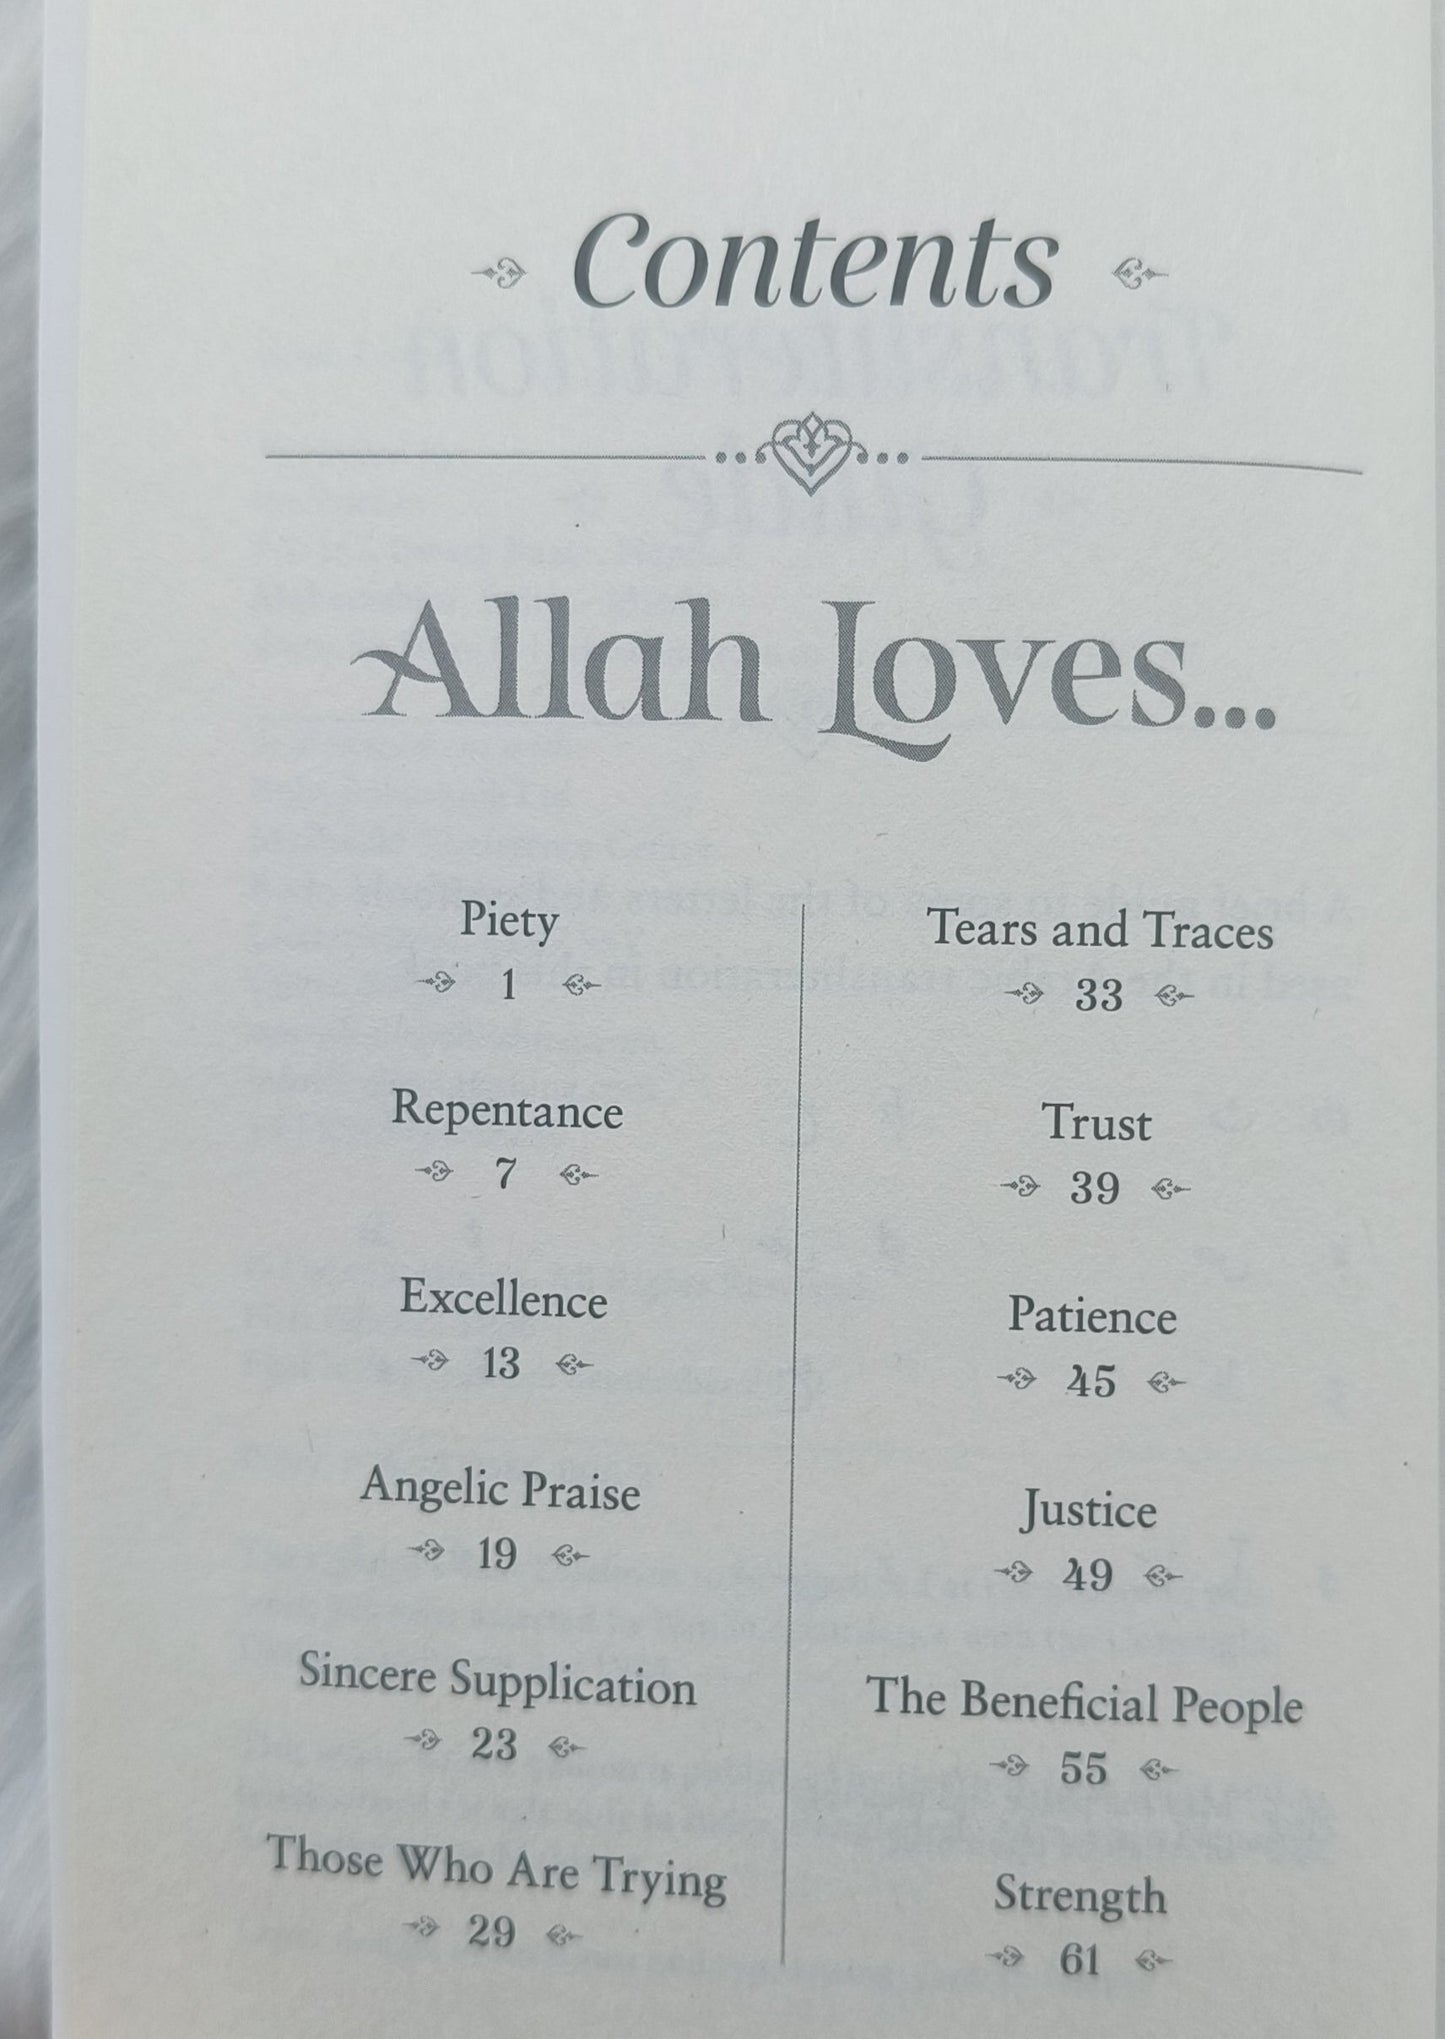 Contents
Allah Loves...
Piety
1
Repentance
7
Excellence
13
Angelic Praise
19
Sincere Supplication
23
Those Who Are Trying
29
Tears and Traces
33
Trust
39
Patience
45
Justice
49
The Beneficial People
55
Strength
61